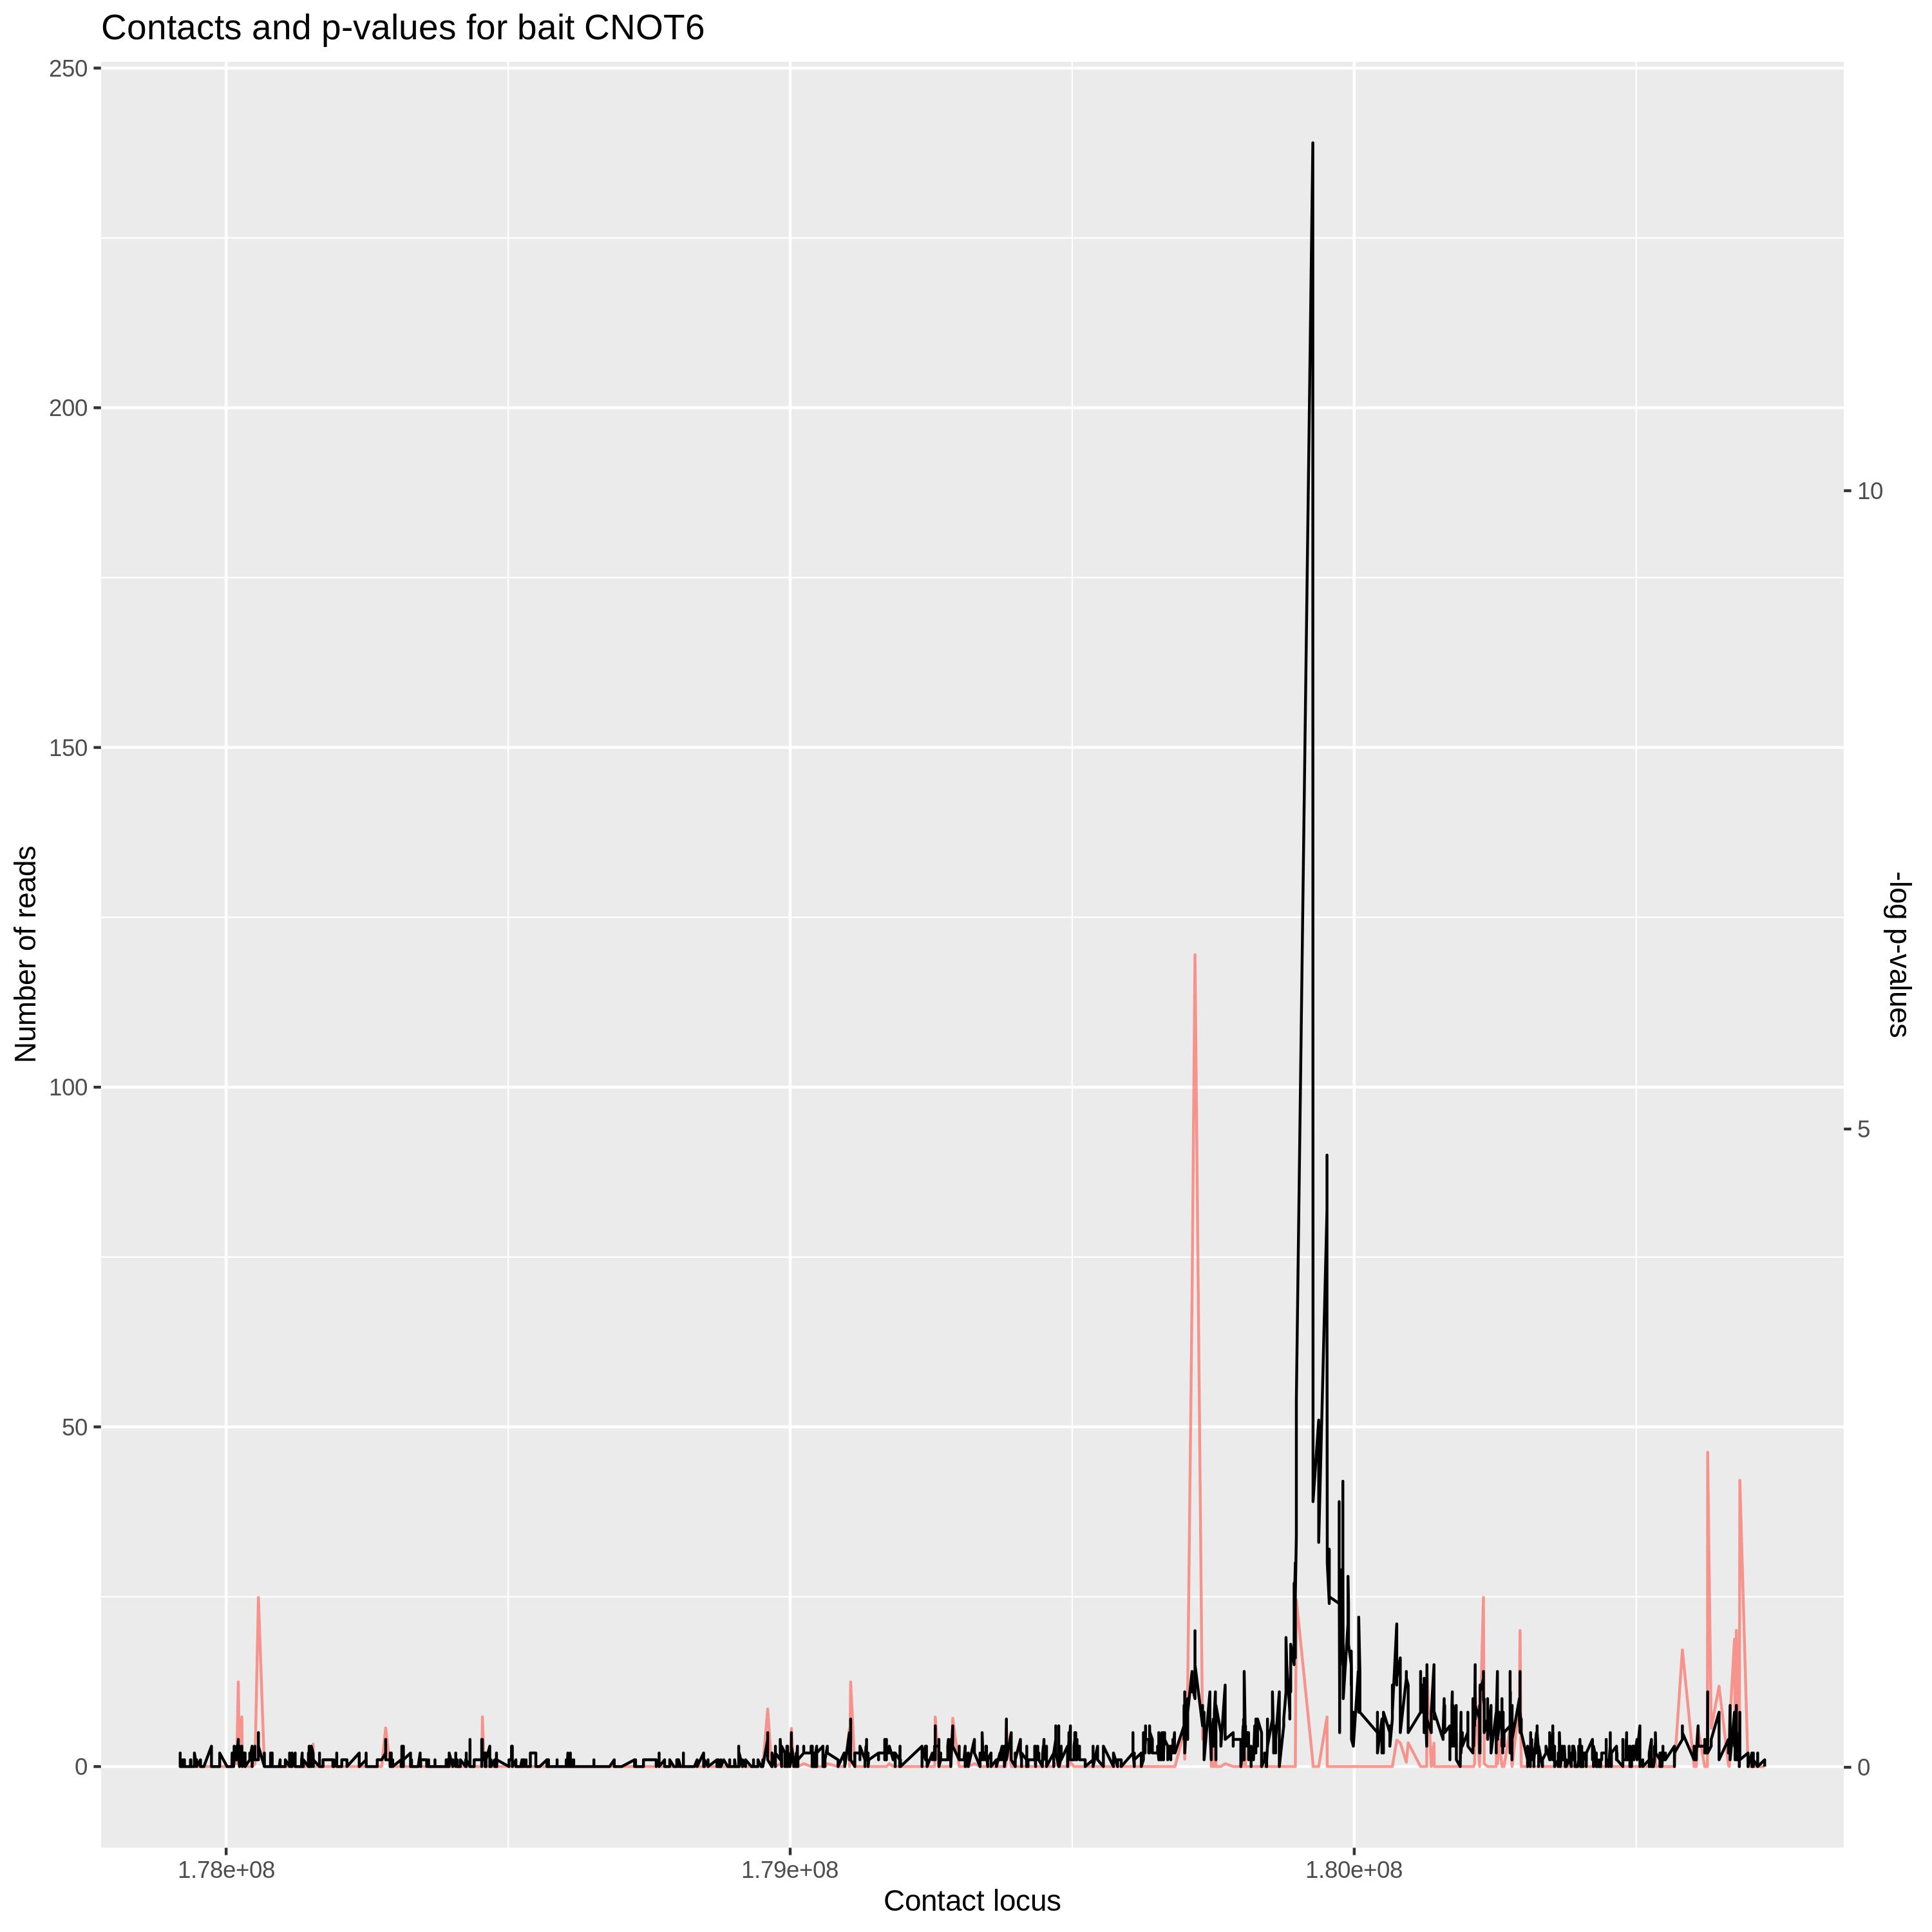 Contacts and p-values for bait CNOT6
250
200
150
100
50
0
Number of reads
10
5
0
-log p-values
1.78e+08
1.79e+08
1.80e+08
Contact locus